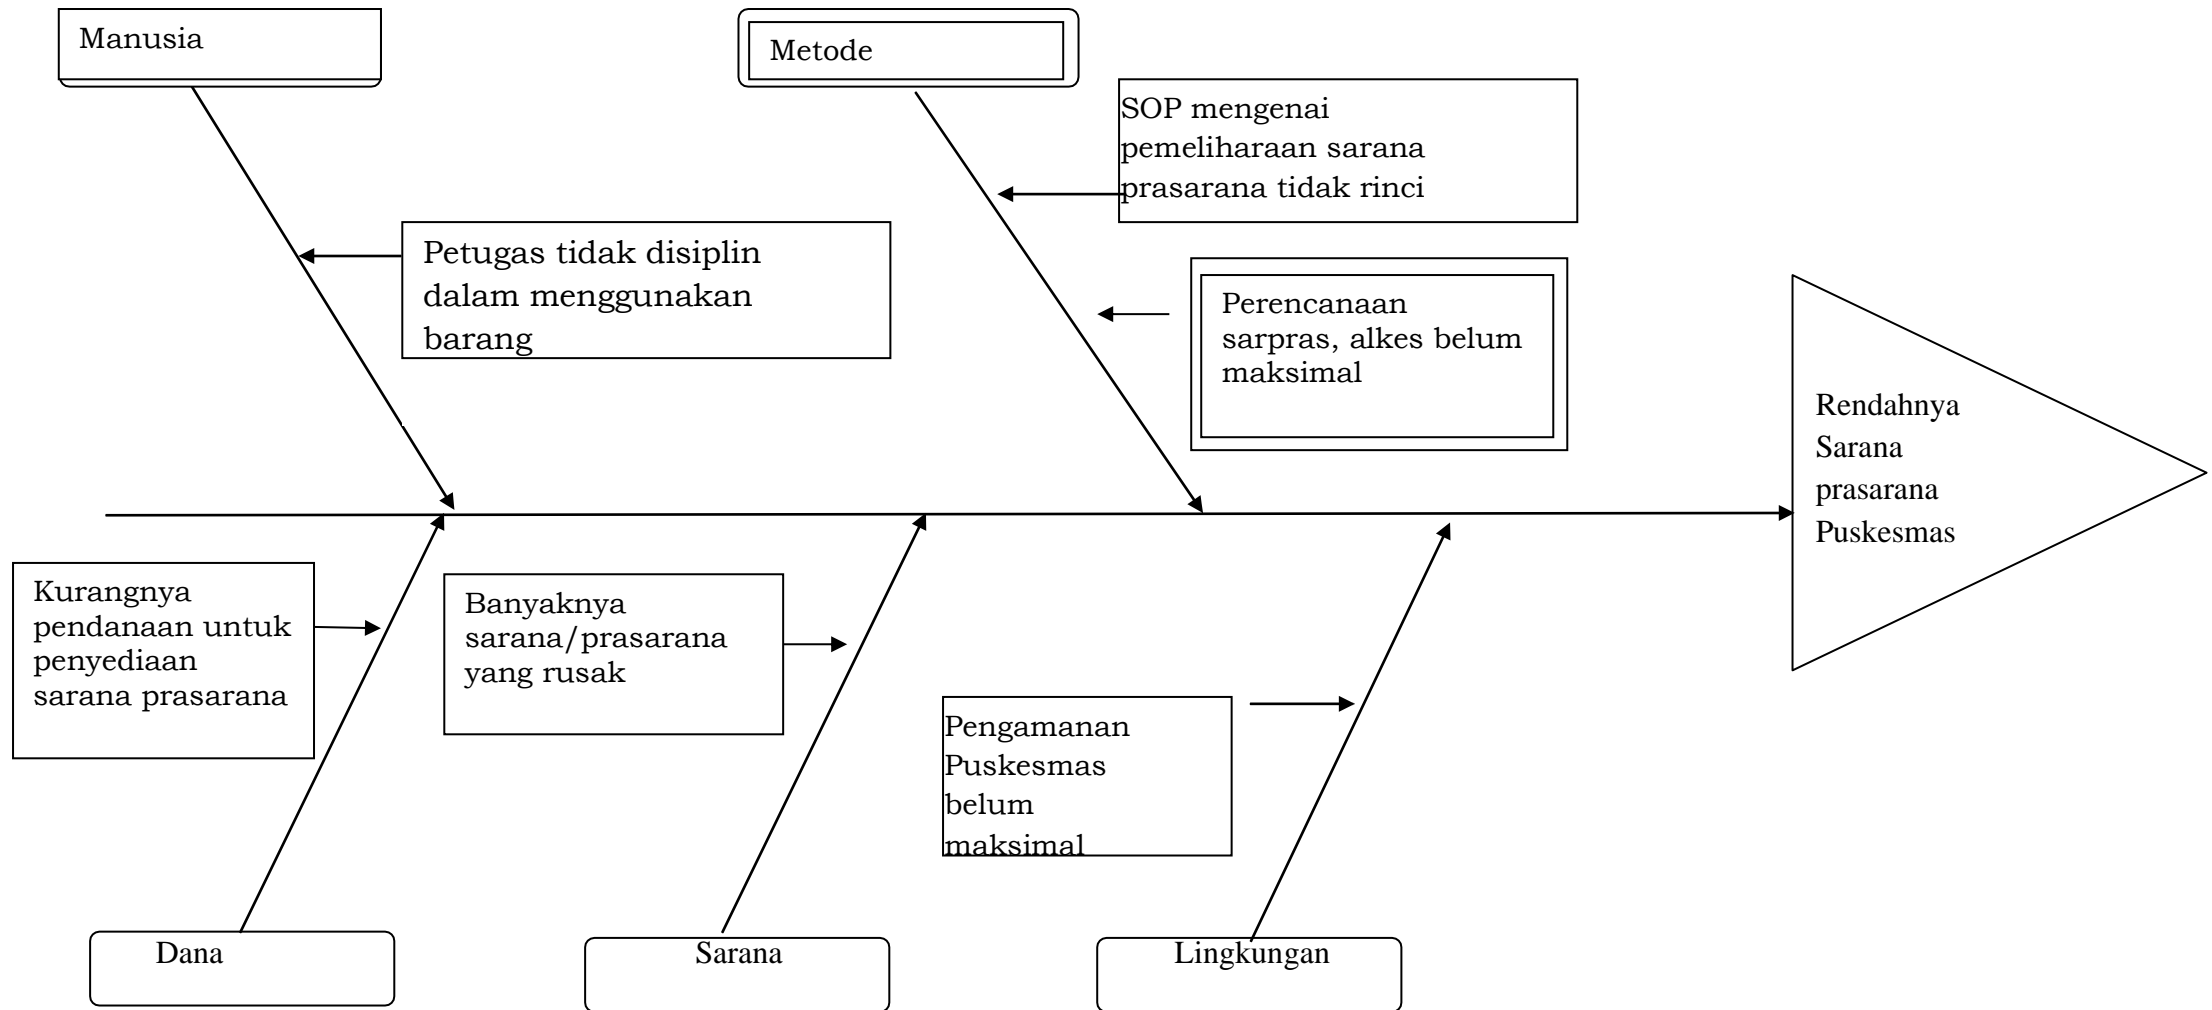 Manusia
Metode
SOP mengenai
pemeliharaan sarana
prasarana tidak rinci
Petugas tidak disiplin
dalam menggunakan
barang
Perencanaan
sarpras, alkes belum
maksimal
Rendahnya
Sarana
prasarana
Puskesmas
Kurangnya
pendanaan untuk
penyediaan
sarana prasarana
Banyaknya
sarana/prasarana
yang rusak
Pengamanan
Puskesmas
belum
maksimal
Dana
Sarana
Lingkungan